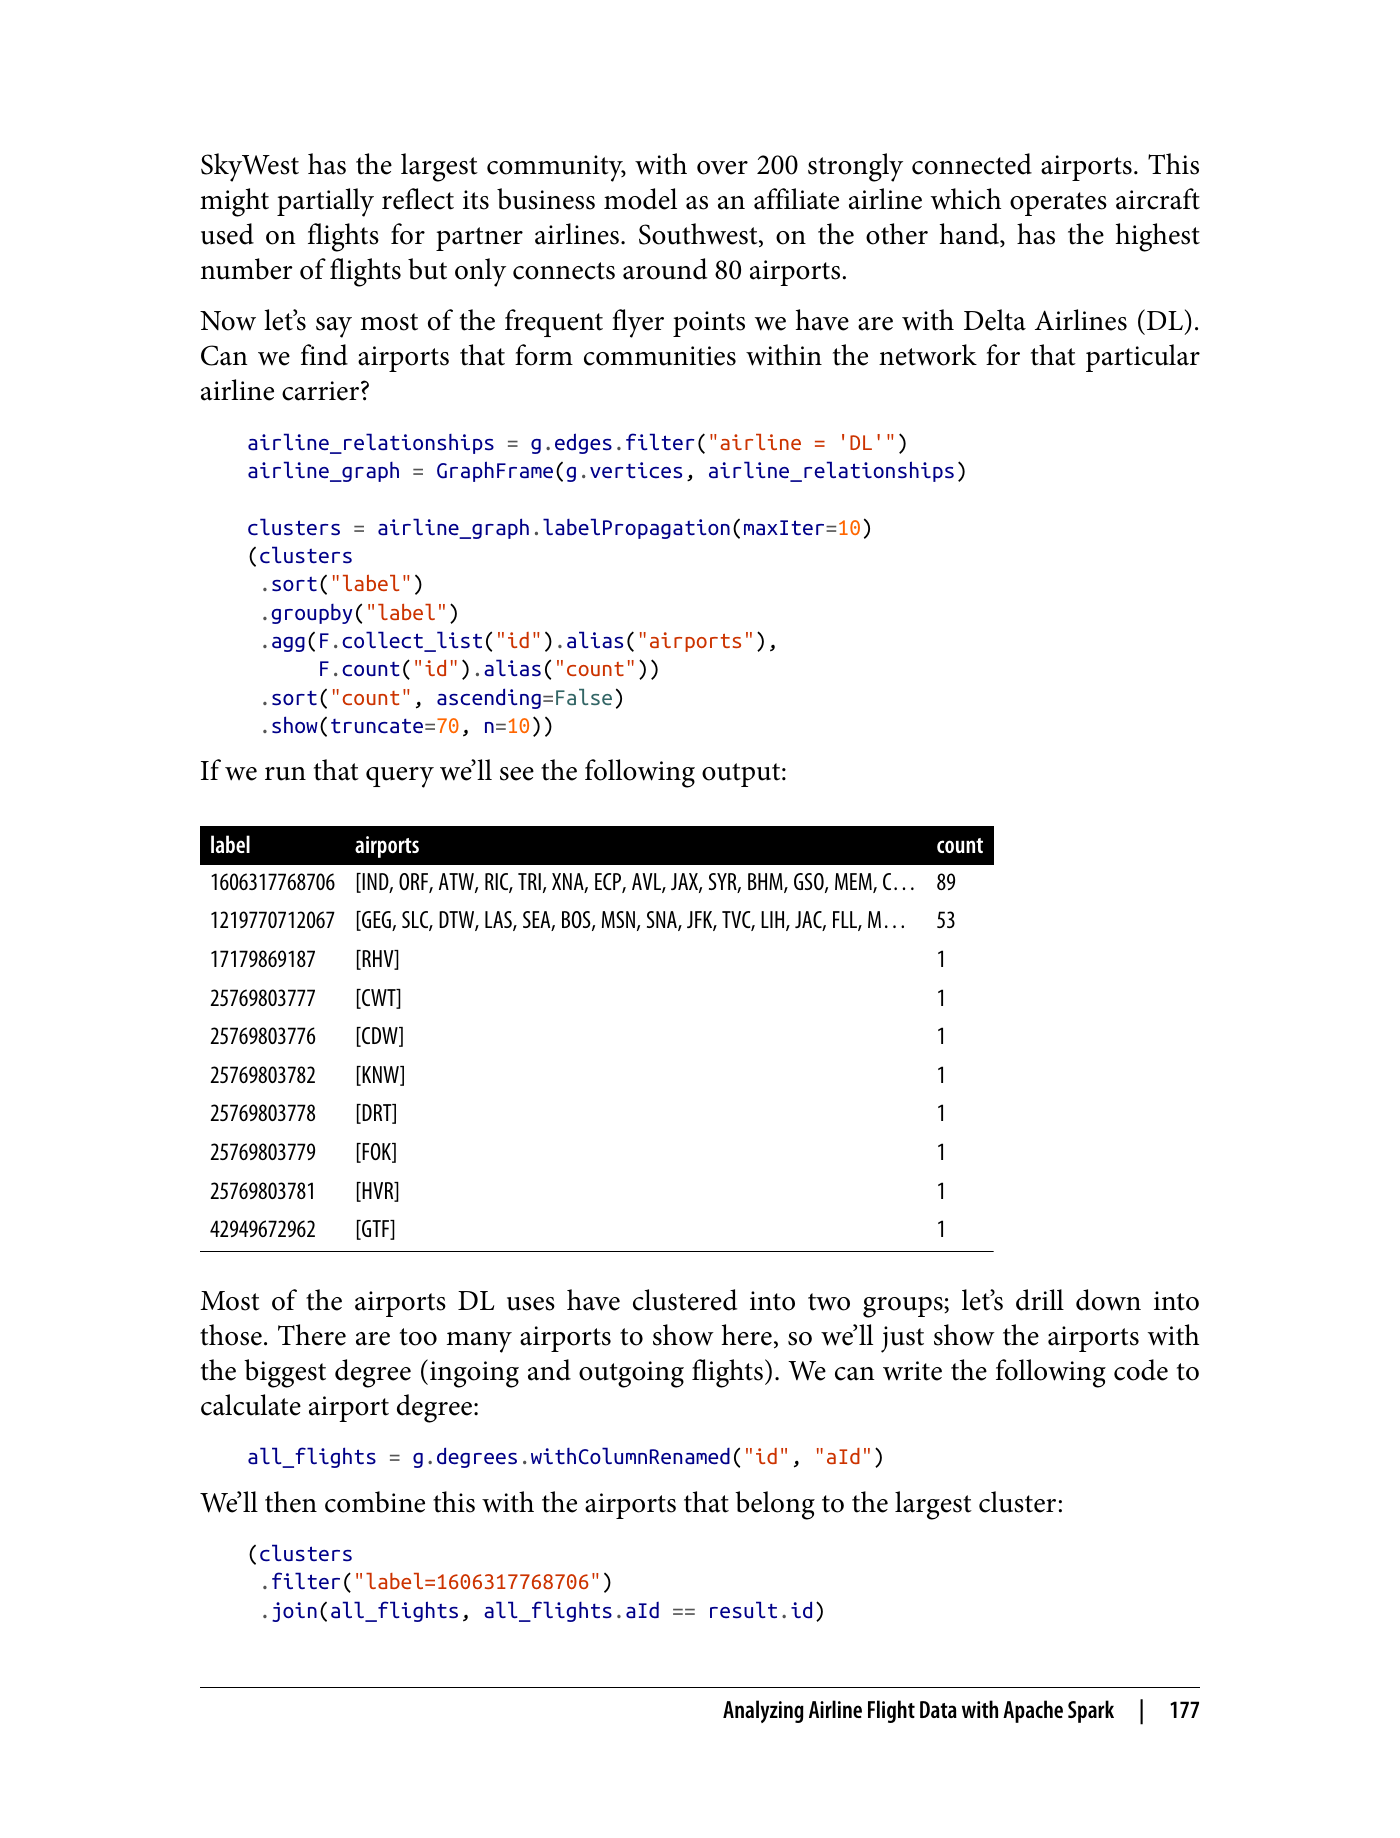 SkyWest has the largest community, with over 200 strongly connected airports. This
might partially reflect its business model as an affiliate airline which operates aircraft
used on flights for partner airlines. Southwest, on the other hand, has the highest
number of flights but only connects around 80 airports.
Now let’s say most of the frequent flyer points we have are with Delta Airlines (DL).
Can we find airports that form communities within the network for that particular
airline carrier?
airline_relationships = g.edges.filter("airline = 'DL'")
airline_graph = GraphFrame(g.vertices, airline_relationships)
clusters = airline_graph.labelPropagation(maxIter=10)
(clusters
.sort("label")
.groupby("label")
.agg(F.collect_list("id").alias("airports"),
F.count("id").alias("count"))
.sort("count", ascending=False)
.show(truncate=70, n=10))
If we run that query we’ll see the following output:
label airports count
1606317768706 [IND, ORF, ATW, RIC, TRI, XNA, ECP, AVL, JAX, SYR, BHM, GSO, MEM, C… 89
1219770712067 [GEG, SLC, DTW, LAS, SEA, BOS, MSN, SNA, JFK, TVC, LIH, JAC, FLL, M… 53
17179869187 [RHV] 1
25769803777 [CWT] 1
25769803776 [CDW] 1
25769803782 [KNW] 1
25769803778 [DRT] 1
25769803779 [FOK] 1
25769803781 [HVR] 1
42949672962 [GTF] 1
Most of the airports DL uses have clustered into two groups; let’s drill down into
those. There are too many airports to show here, so we’ll just show the airports with
the biggest degree (ingoing and outgoing flights). We can write the following code to
calculate airport degree:
all_flights = g.degrees.withColumnRenamed("id", "aId")
We’ll then combine this with the airports that belong to the largest cluster:
(clusters
.filter("label=1606317768706")
.join(all_flights, all_flights.aId == result.id)
Analyzing Airline Flight Data with Apache Spark | 177